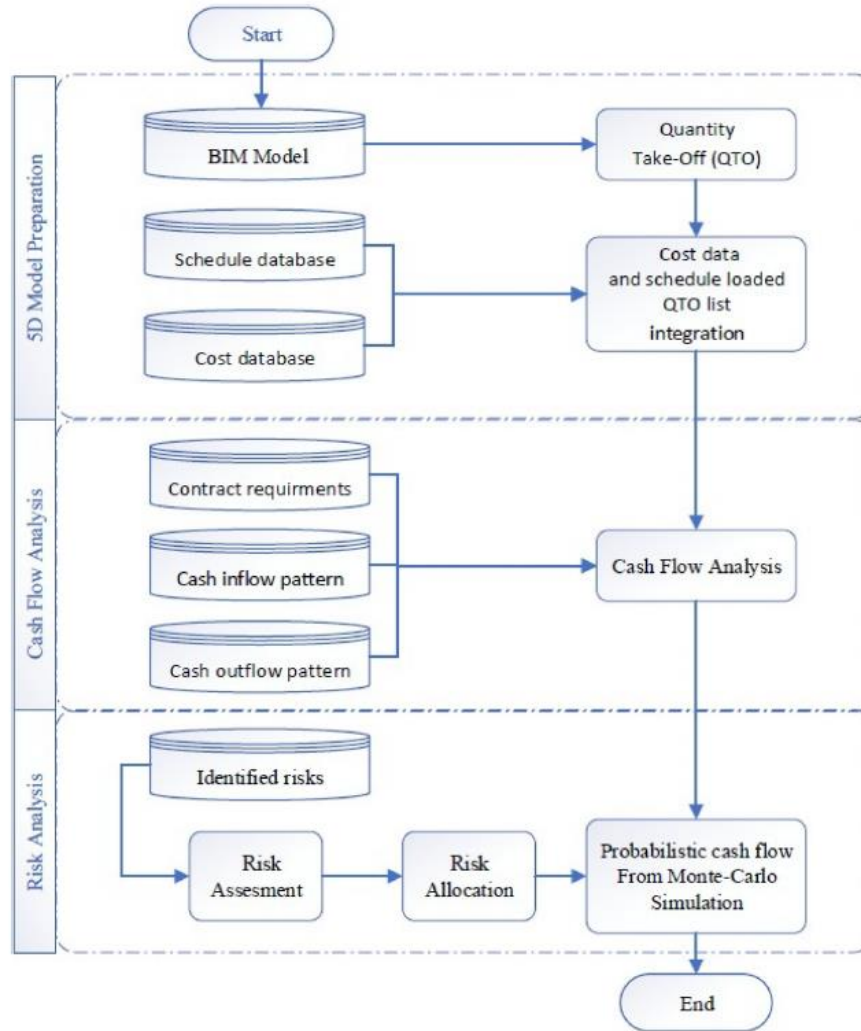 Start
5D Model Preparation
BIM Model
Quantity
Take-Off (QTO)
Schedule database
Cost database
Cost data
and schedule loaded
QTO list
integration
Cash Flow Analysis
Contract requirments
Cash inflow pattern
Cash outflow pattern
Cash Flow Analysis
Risk Analysis
Identified risks
Risk
Assesment
Risk
Allocation
Probabilistic cash flow
From Monte-Carlo
Simulation
End